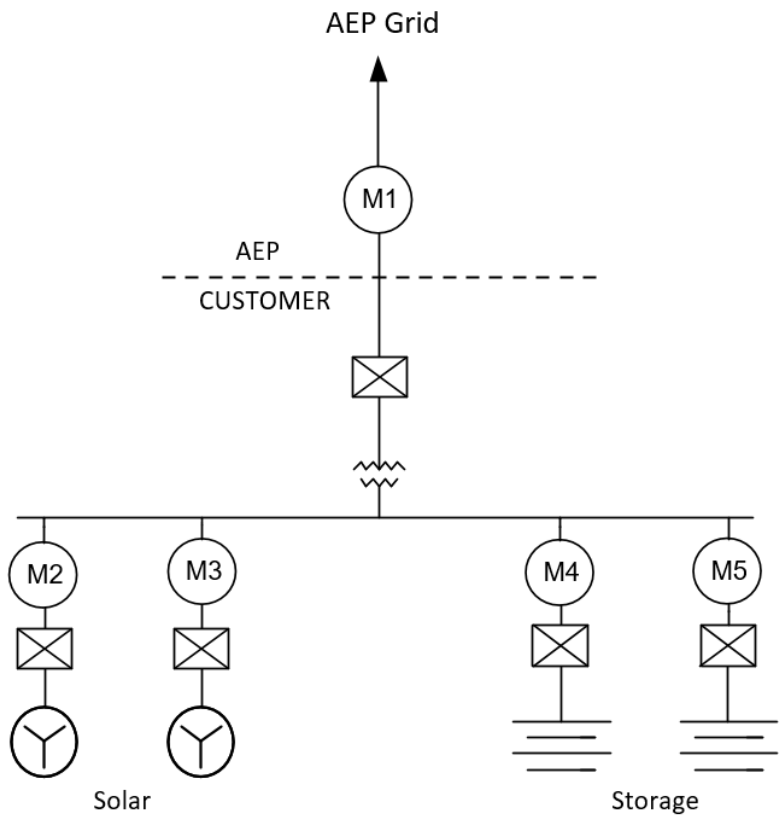 AEP Grid
M1
AEP
CUSTOMER
M2
M3
M4
M5
Solar
Storage